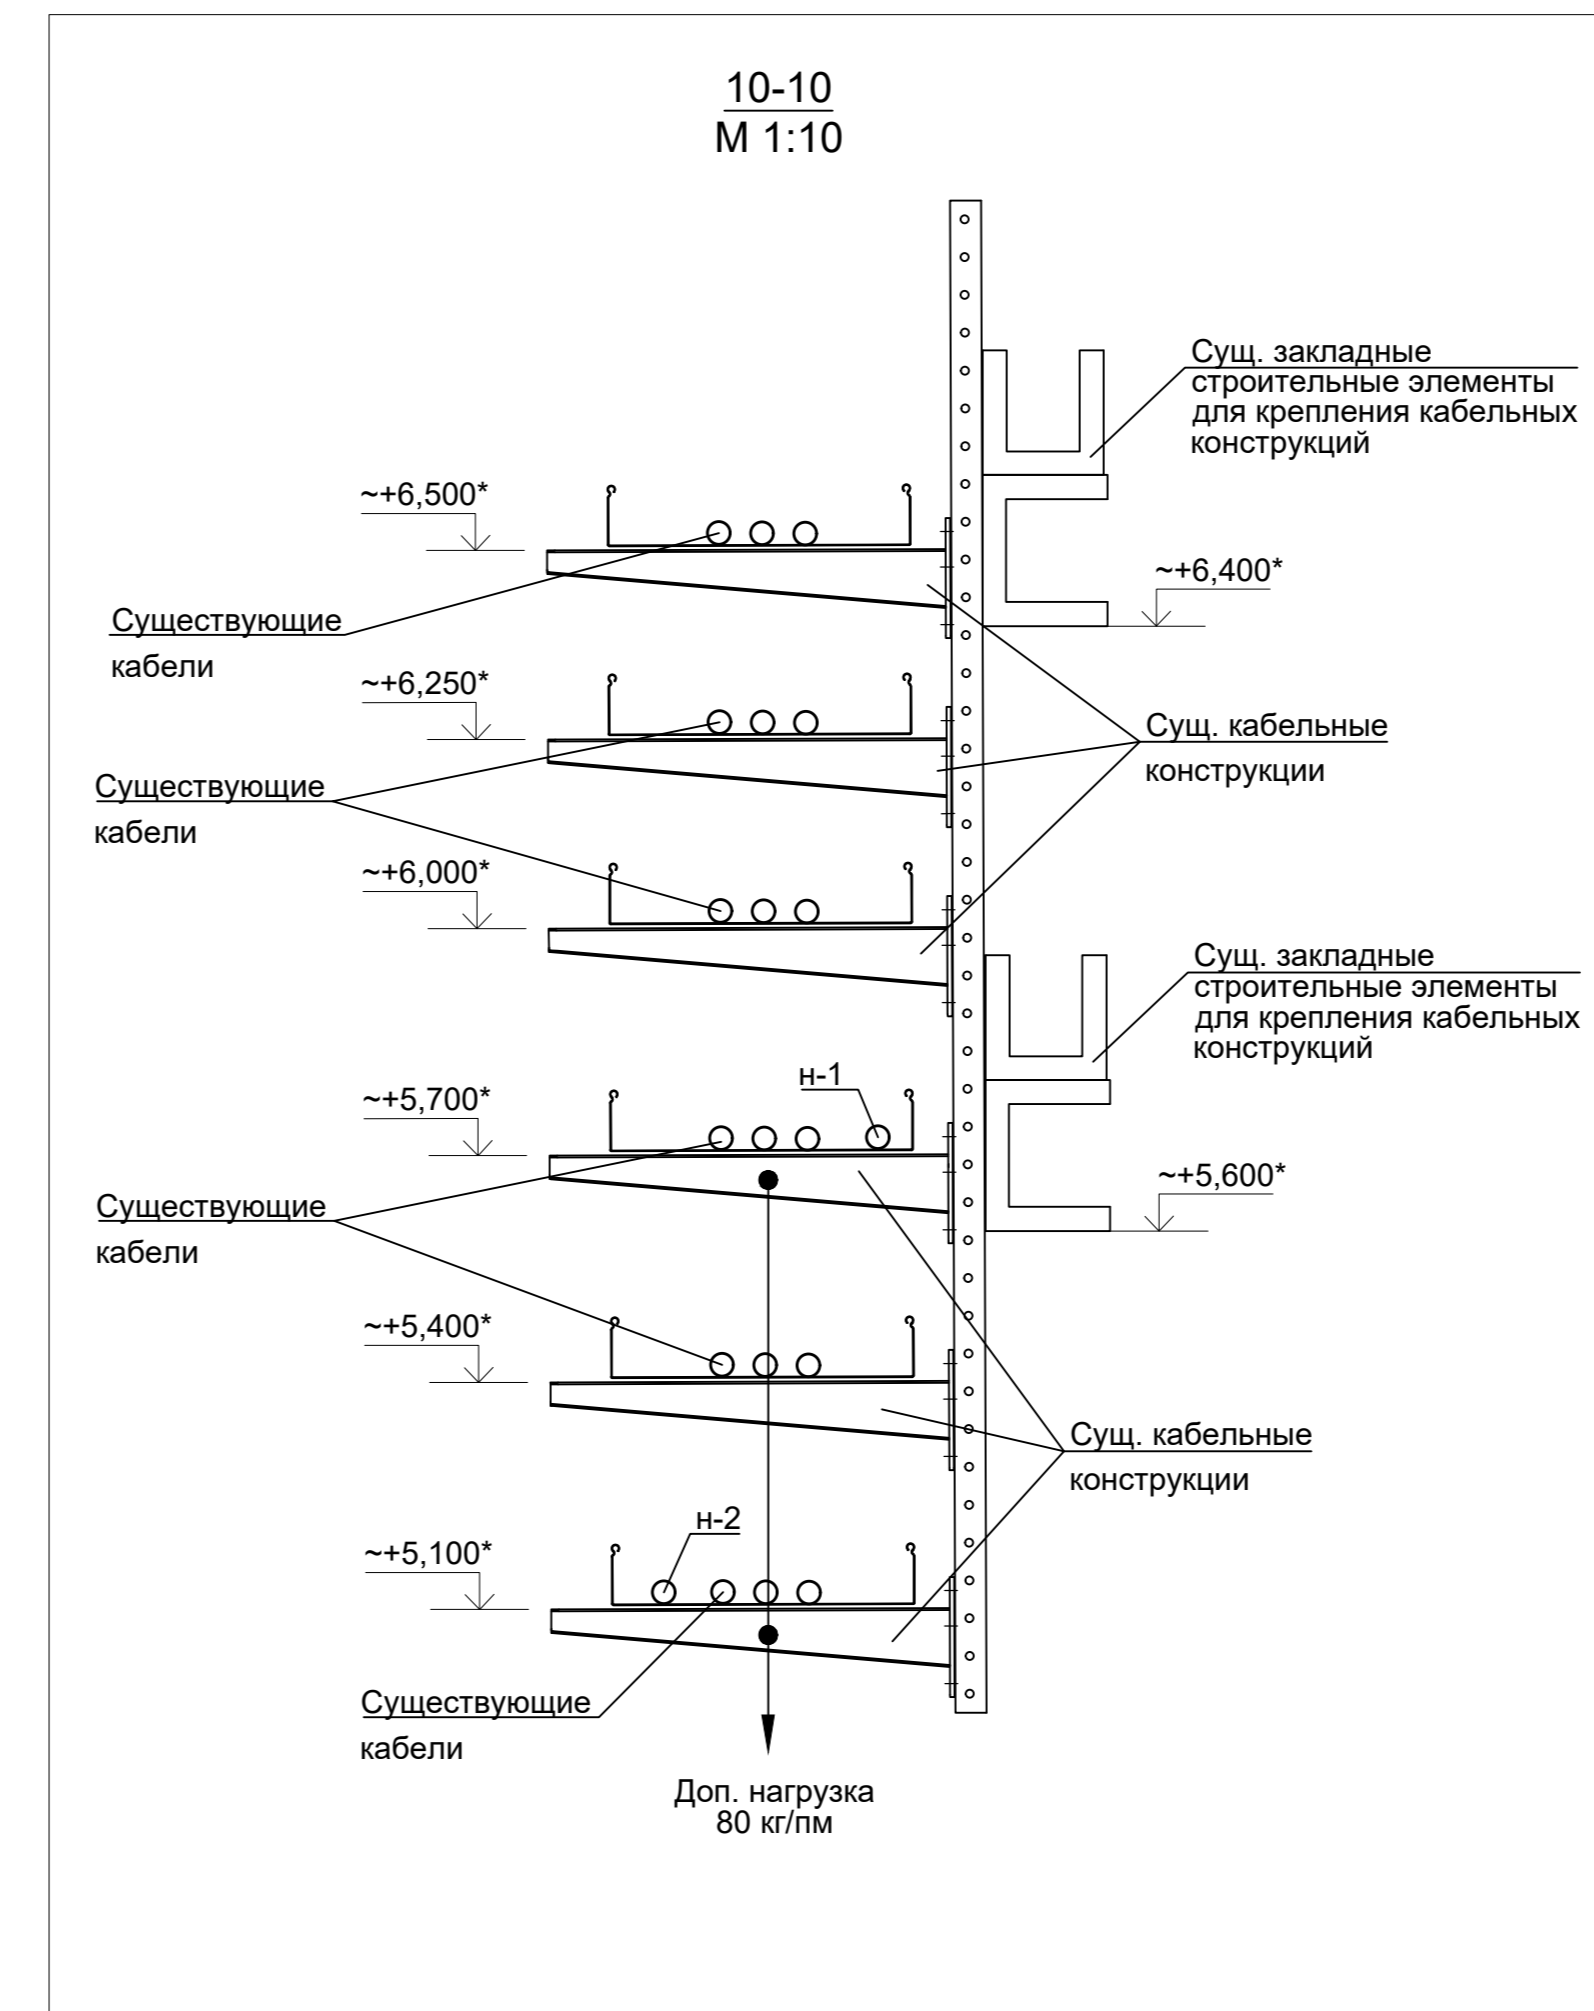 10-10
М 1:10
Сущ. закладные
строительные элементы
для крепления кабельных
конструкций
~+6,500*
~+6,400*
Существующие
кабели
~+6,250*
Сущ. кабельные
конструкции
Существующие
кабели
~+6,000*
Сущ. закладные
строительные элементы
для крепления кабельных
конструкций
н-1
~+5,700*
~+5,600*
Существующие
кабели
~+5,400*
Сущ. кабельные
конструкции
н-2
~+5,100*
Существующие
кабели
Доп. нагрузка
80 кг/пм